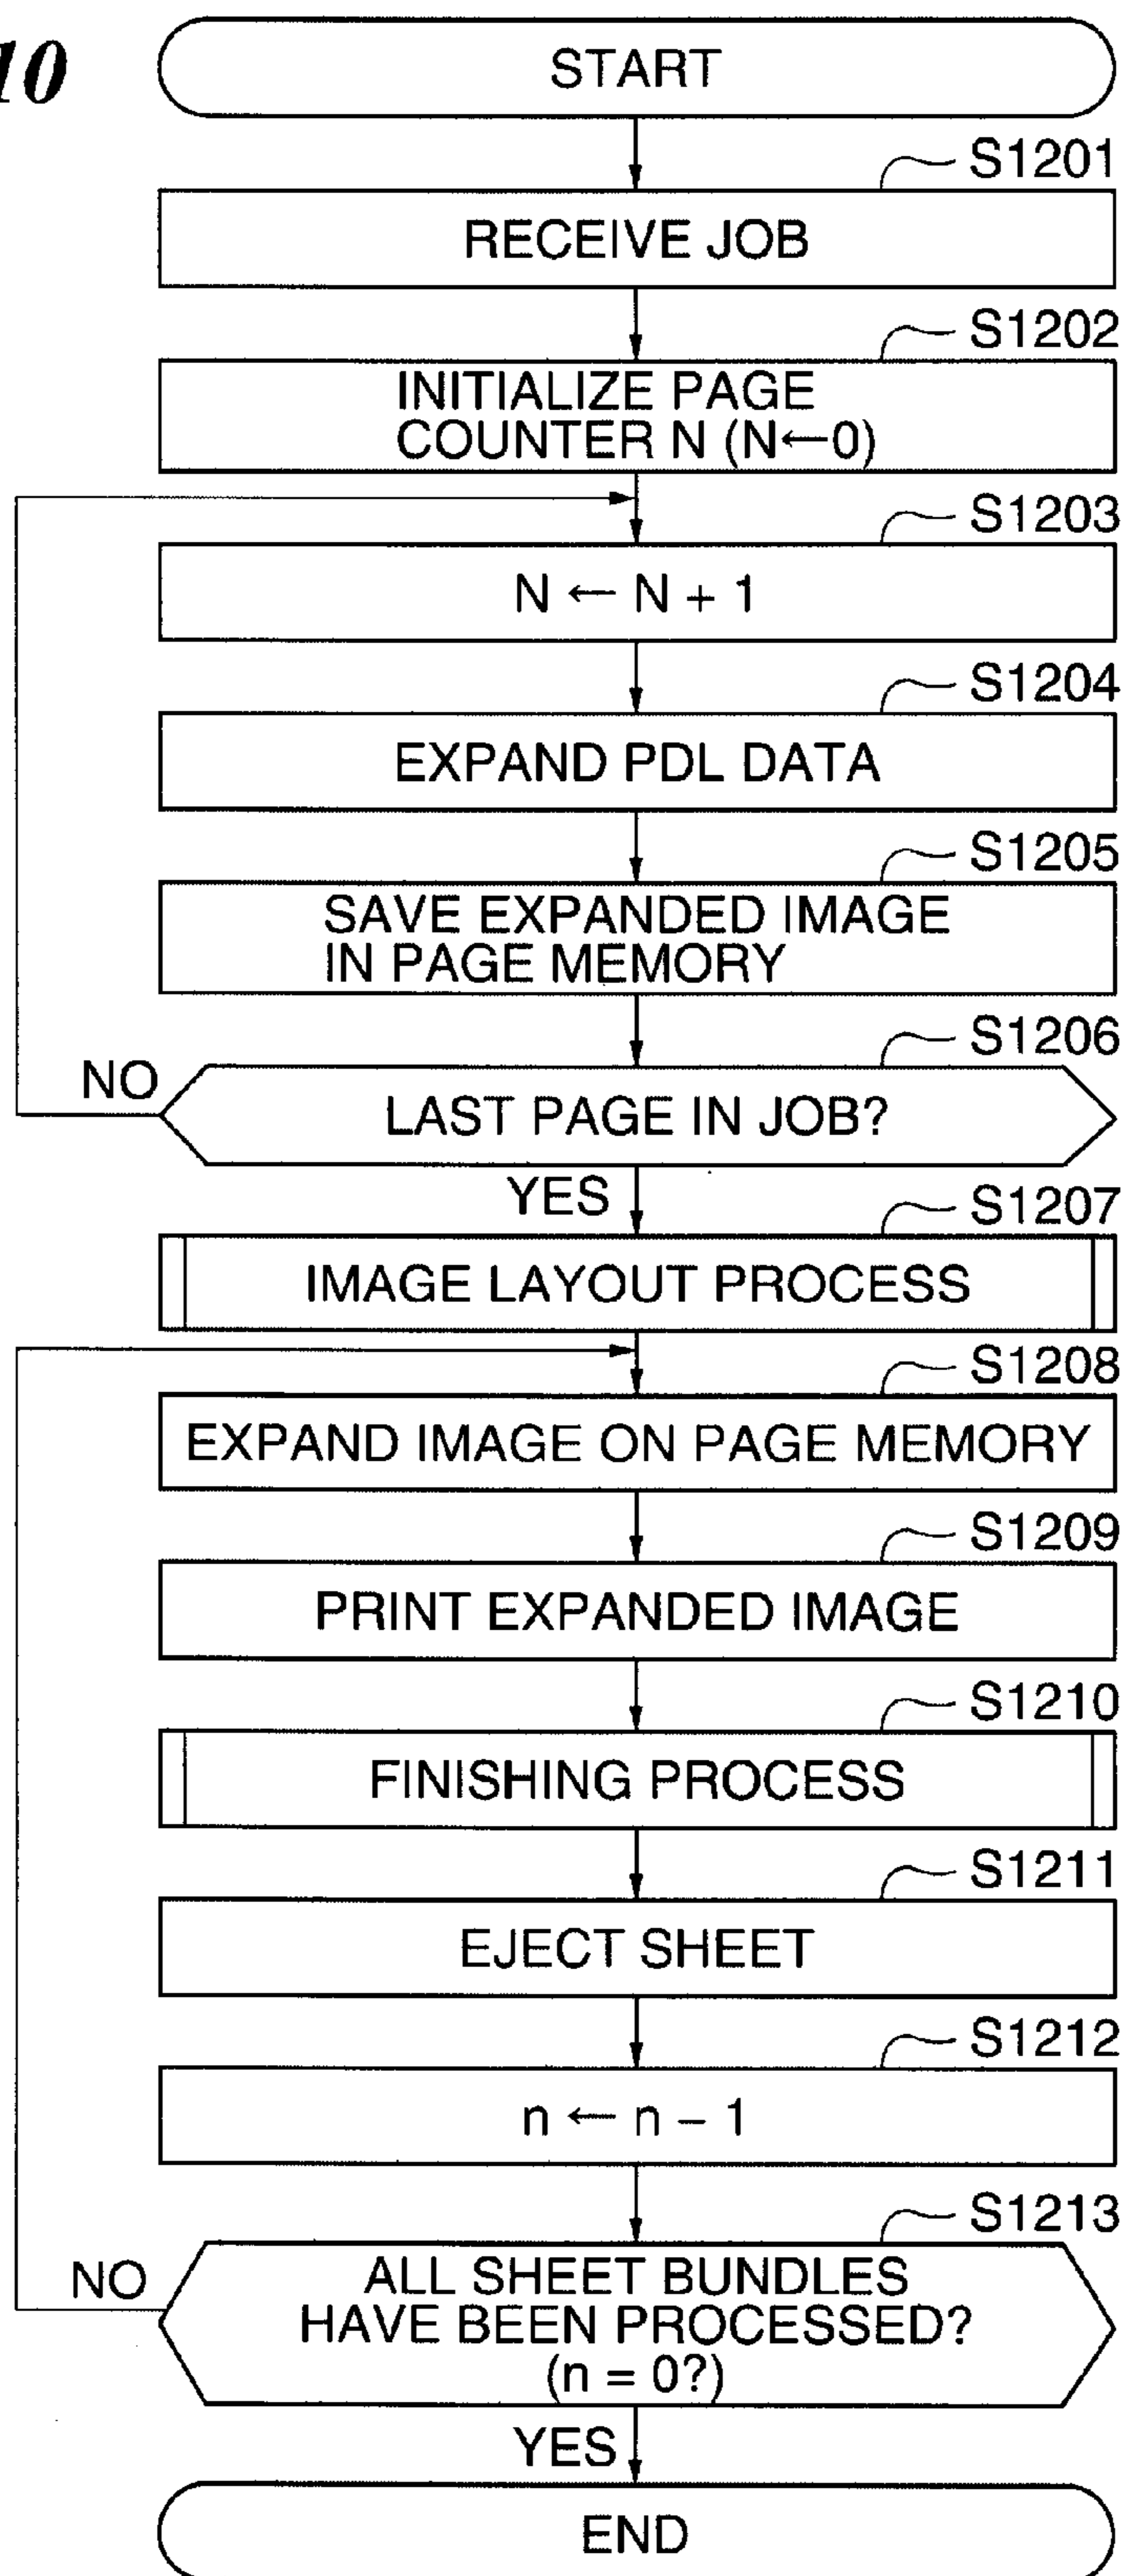 10
START
S1201
RECEIVE JOB
S1202
INITIALIZE PAGE
COUNTER N (N←0)
S1203
N ← N + 1
S1204
EXPAND PDL DATA
S1205
SAVE EXPANDED IMAGE
IN PAGE MEMORY
S1206
NO
LAST PAGE IN JOB?
YES
S1207
IMAGE LAYOUT PROCESS
S1208
EXPAND IMAGE ON PAGE MEMORY
S1209
PRINT EXPANDED IMAGE
S1210
FINISHING PROCESS
S1211
EJECT SHEET
S1212
n ← n – 1
S1213
NO
ALL SHEET BUNDLES
HAVE BEEN PROCESSED?
(n = 0?)
YES
END